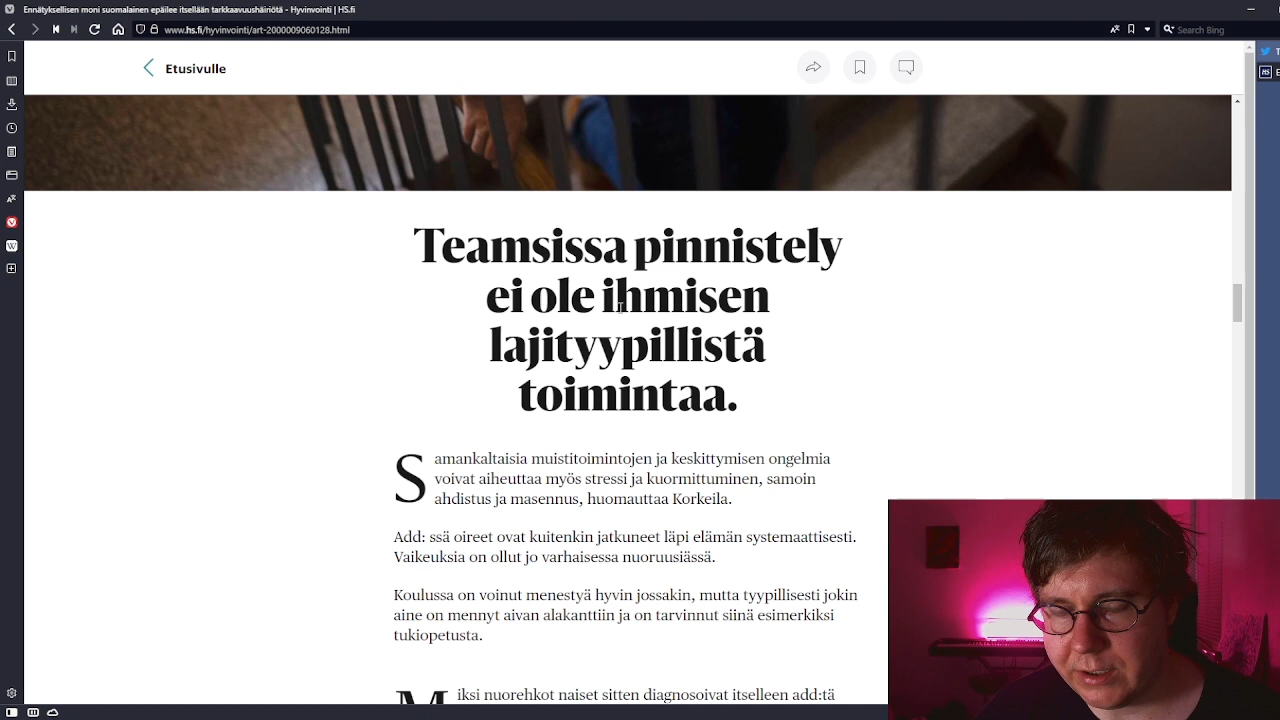 Ennätyksellisen moni suomalainen epäilee itsellään tarkkaavuushäiriötä - Hyvinvointi | HS.fi
www.hs.fi/hyvinvointi/art-2000009060128.html
Search Bing
Etusivulle
Teamsissa pinnistely
ei ole ihmisen
lajityypillistä
toimintaa.
Samankaltaisia muistitoimintojen ja keskittymisen ongelmia
voivat aiheuttaa myös stressi ja kuormittuminen, samoin
ahdistus ja masennus, huomauttaa Korkeila.
Add: ssä oireet ovat kuitenkin jatkuneet läpi elämän systemaattisesti.
Vaikeuksia on ollut jo varhaisessa nuoruusiässä.
Koulussa on voinut menestyä hyvin jossakin, mutta tyypillisesti jokin
aine on mennyt aivan alakanttiin ja on tarvinnut siinä esimerkiksi
tukiopetusta.
Miksi nuorehkot naiset sitten diagnosoivat itselleen add:tä